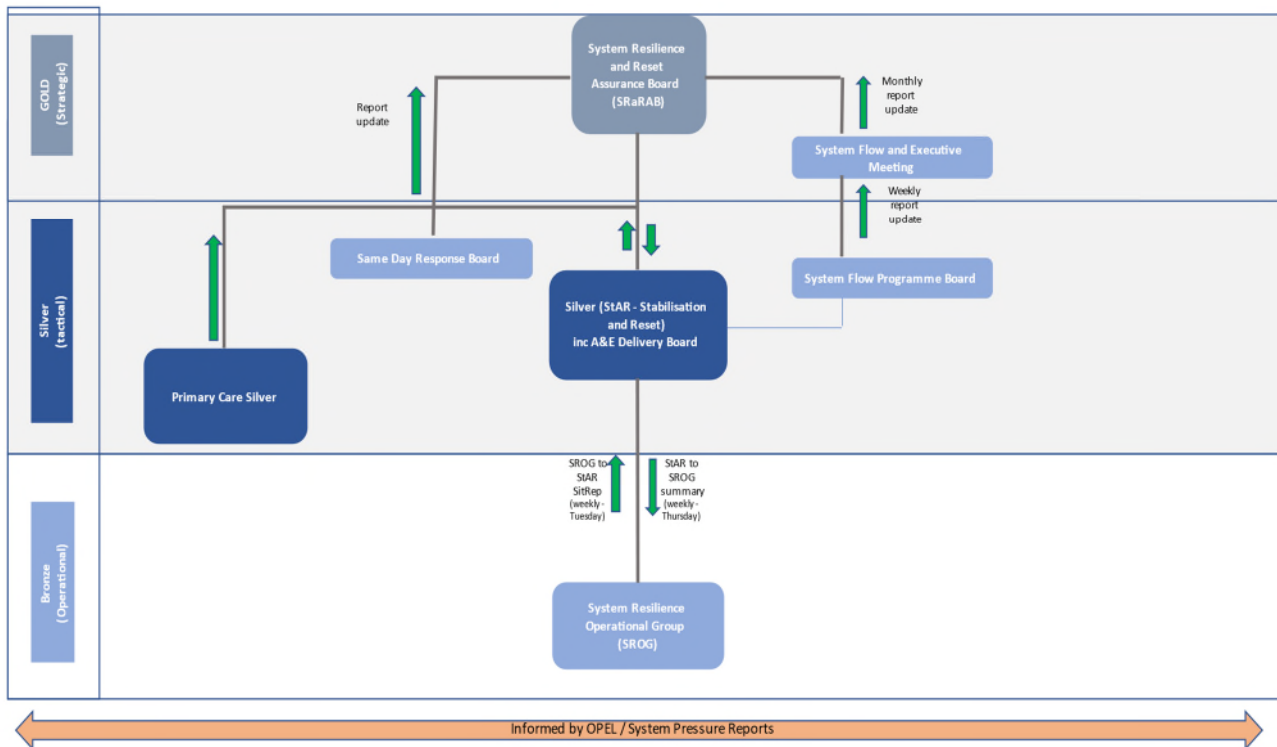 GOLD
(Strategic)
System Resilience
and Reset
Assurance Board
(SRaRAB)
Report
update
Monthly
report
update
System Flow and Executive
Meeting
Weekly
report
update
Silver
(tactical)
Same Day Response Board
System Flow Programme Board
Silver (StAR - Stabilisation
and Reset)
inc A&E Delivery Board
Primary Care Silver
SROG to
StAR
SitRep
(weekly -
Tuesday)
StAR to
SROG
summary
(weekly -
Thursday)
Bronze
(Operational)
System Resilience
Operational Group
(SROG)
Informed by OPEL / System Pressure Reports